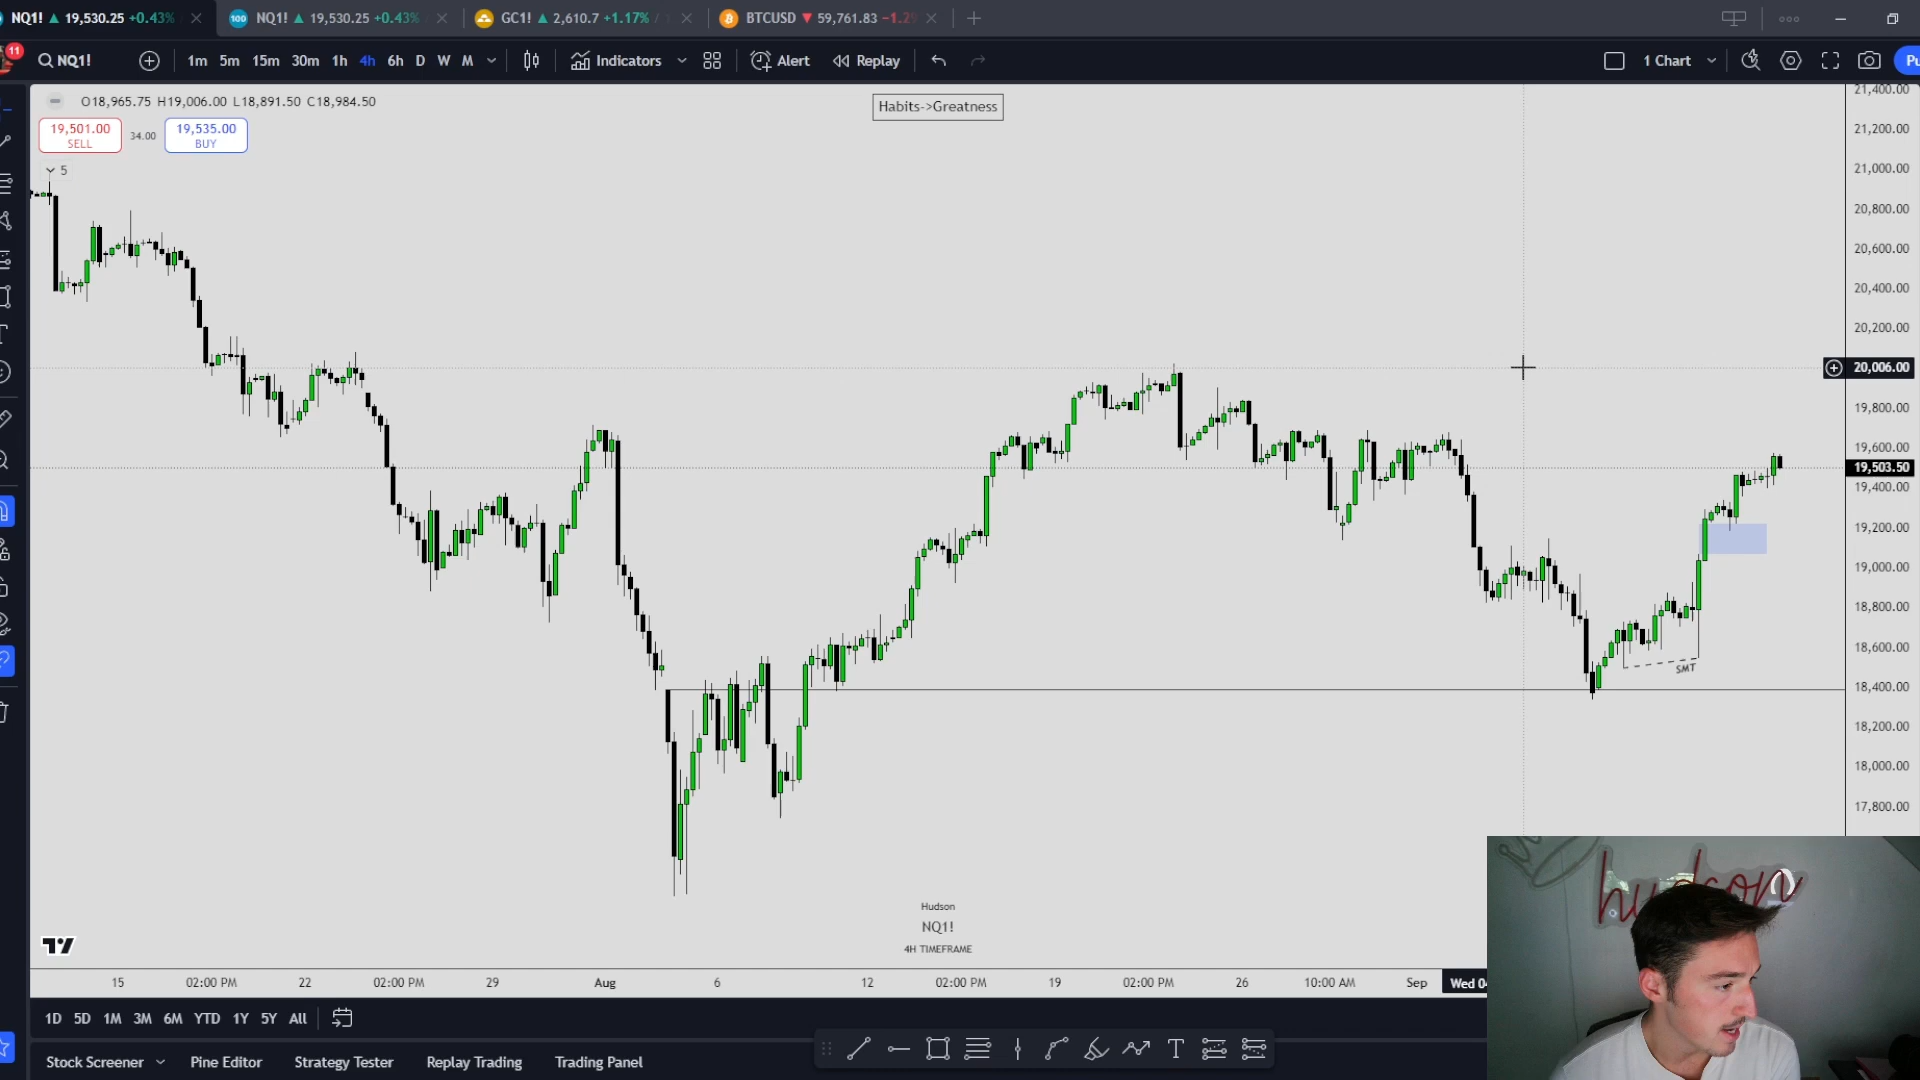 NQ1! ▲ 19,530.25 +0.43%
100 NQ1! ▲ 19,530.25 +0.43%
GC1! ▲ 2,610.7 +1.17% /
BTCUSD ▼ 59,761.83 −1.29
11
NQ1!
1m 5m 15m 30m 1h 4h 6h D W M
Indicators
Alert
Replay
1 Chart
Pu
O18,965.75 H19,006.00 L18,891.50 C18,984.50
19,501.00
SELL
34.00
19,535.00
BUY
5
Habits->Greatness
21,400.00
21,200.00
21,000.00
20,800.00
20,600.00
20,400.00
20,200.00
20,006.00
19,800.00
19,600.00
19,503.50
19,400.00
19,200.00
19,000.00
18,800.00
18,600.00
18,400.00
18,200.00
18,000.00
17,800.00
SMT
Hudson
NQ1!
4H TIMEFRAME
hudson
15 02:00 PM 22 02:00 PM 29 Aug 6 12 02:00 PM 19 02:00 PM 26 10:00 AM Sep Wed 04
1D 5D 1M 3M 6M YTD 1Y 5Y All
Stock Screener Pine Editor Strategy Tester Replay Trading Trading Panel